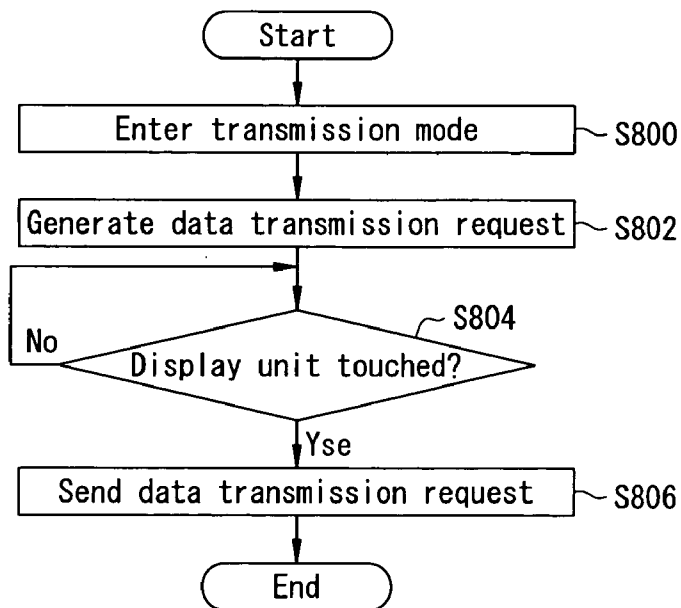 Start
Enter transmission mode
S800
Generate data transmission request
S802
S804
No
Display unit touched?
Yse
Send data transmission request
S806
End